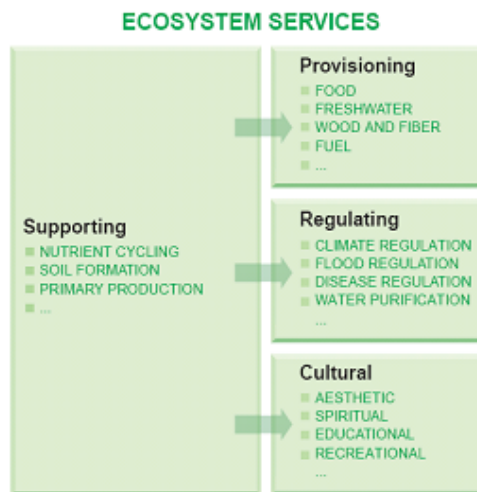 ECOSYSTEM SERVICES
Supporting
NUTRIENT CYCLING
SOIL FORMATION
PRIMARY PRODUCTION
...
Provisioning
FOOD
FRESHWATER
WOOD AND FIBER
FUEL
...
Regulating
CLIMATE REGULATION
FLOOD REGULATION
DISEASE REGULATION
WATER PURIFICATION
...
Cultural
AESTHETIC
SPIRITUAL
EDUCATIONAL
RECREATIONAL
...